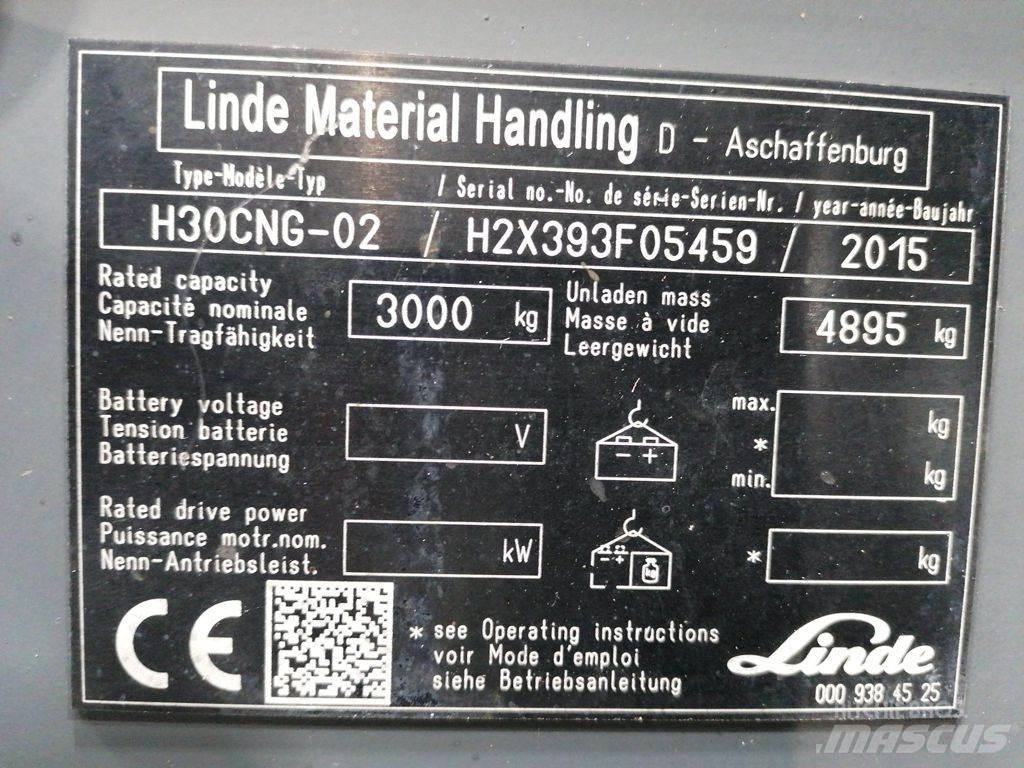 Linde Material Handling D - Aschaffenburg
Type-Modèle-Typ / Serial no.-No. de série-Serien-Nr. / year-année-Baujahr
H30CNG-02 / H2X393F05459 / 2015
Rated capacity
Capacité nominale
Nenn-Tragfähigkeit
3000 kg
Unladen mass
Masse à vide
Leergewicht
4895 kg
Battery voltage
Tension batterie
Batteriespannung
V
- +
max. kg
*
min. kg
Rated drive power
Puissance motr.nom.
Nenn-Antriebsleist.
kW
- +
kg
* kg
CE
* see Operating instructions
voir Mode d'emploi
siehe Betriebsanleitung
Linde
000 938 45 25
RITCHIE BROS.
MASCUS